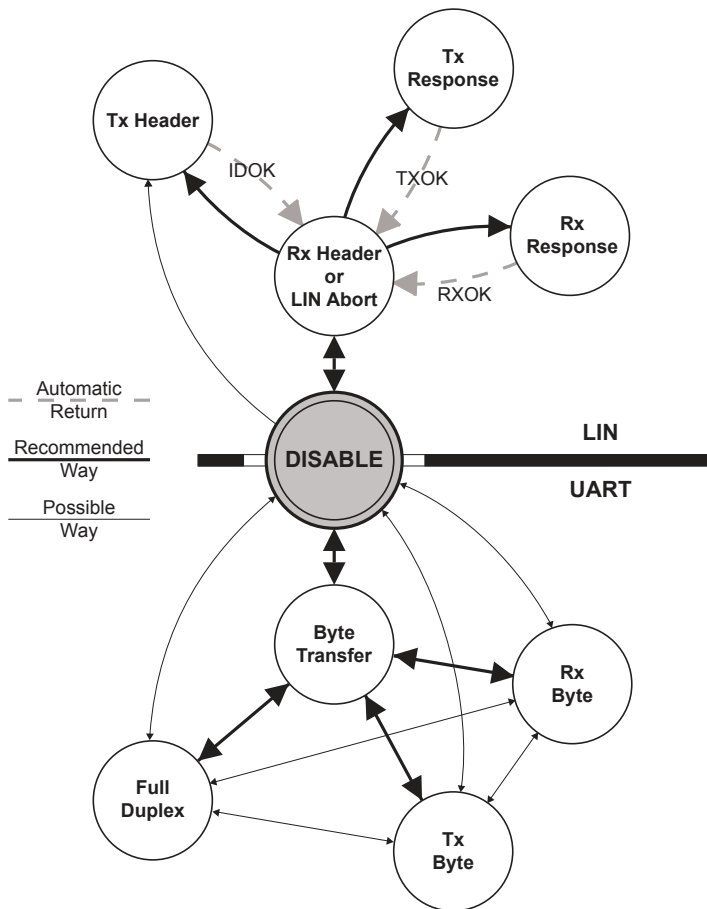 Tx
Response
Tx Header
IDOK
TXOK
Rx
Response
Rx Header
or
LIN Abort
RXOK
Automatic
Return
Recommended
Way
Possible
Way
DISABLE
LIN
UART
Byte
Transfer
Rx
Byte
Full
Duplex
Tx
Byte